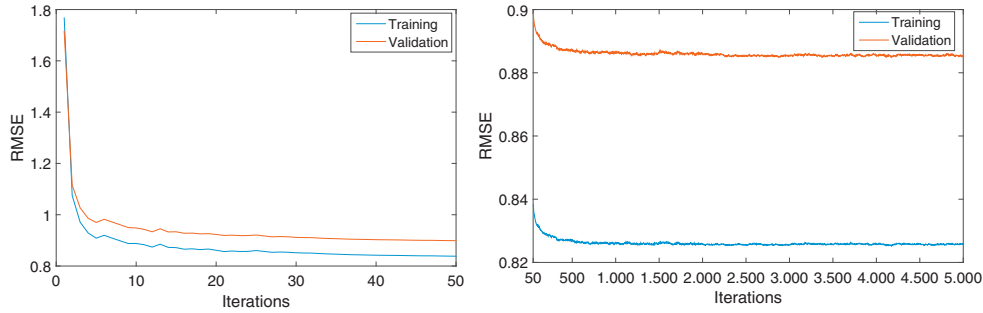 1.8
1.6
1.4
1.2
1
0.8
RMSE
0 10 20 30 40 50
Iterations
Training
Validation
0.9
0.88
0.86
0.84
0.82
RMSE
50 500 1.000 1.500 2.000 2.500 3.000 3.500 4.000 4.500 5.000
Iterations
Training
Validation